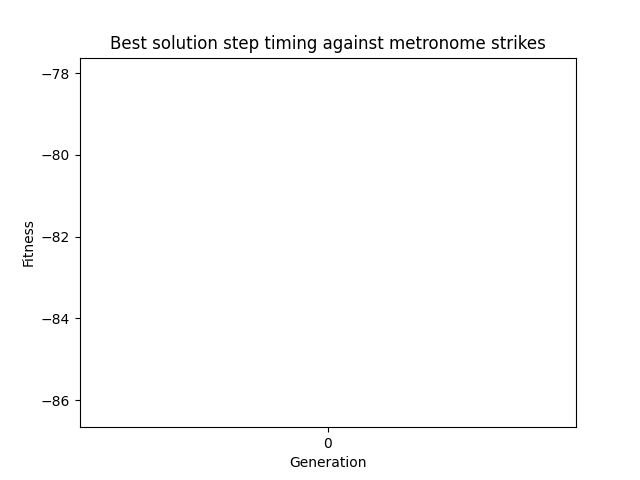 Best solution step timing against metronome strikes
−78
−80
−82
−84
−86
Fitness
0
Generation